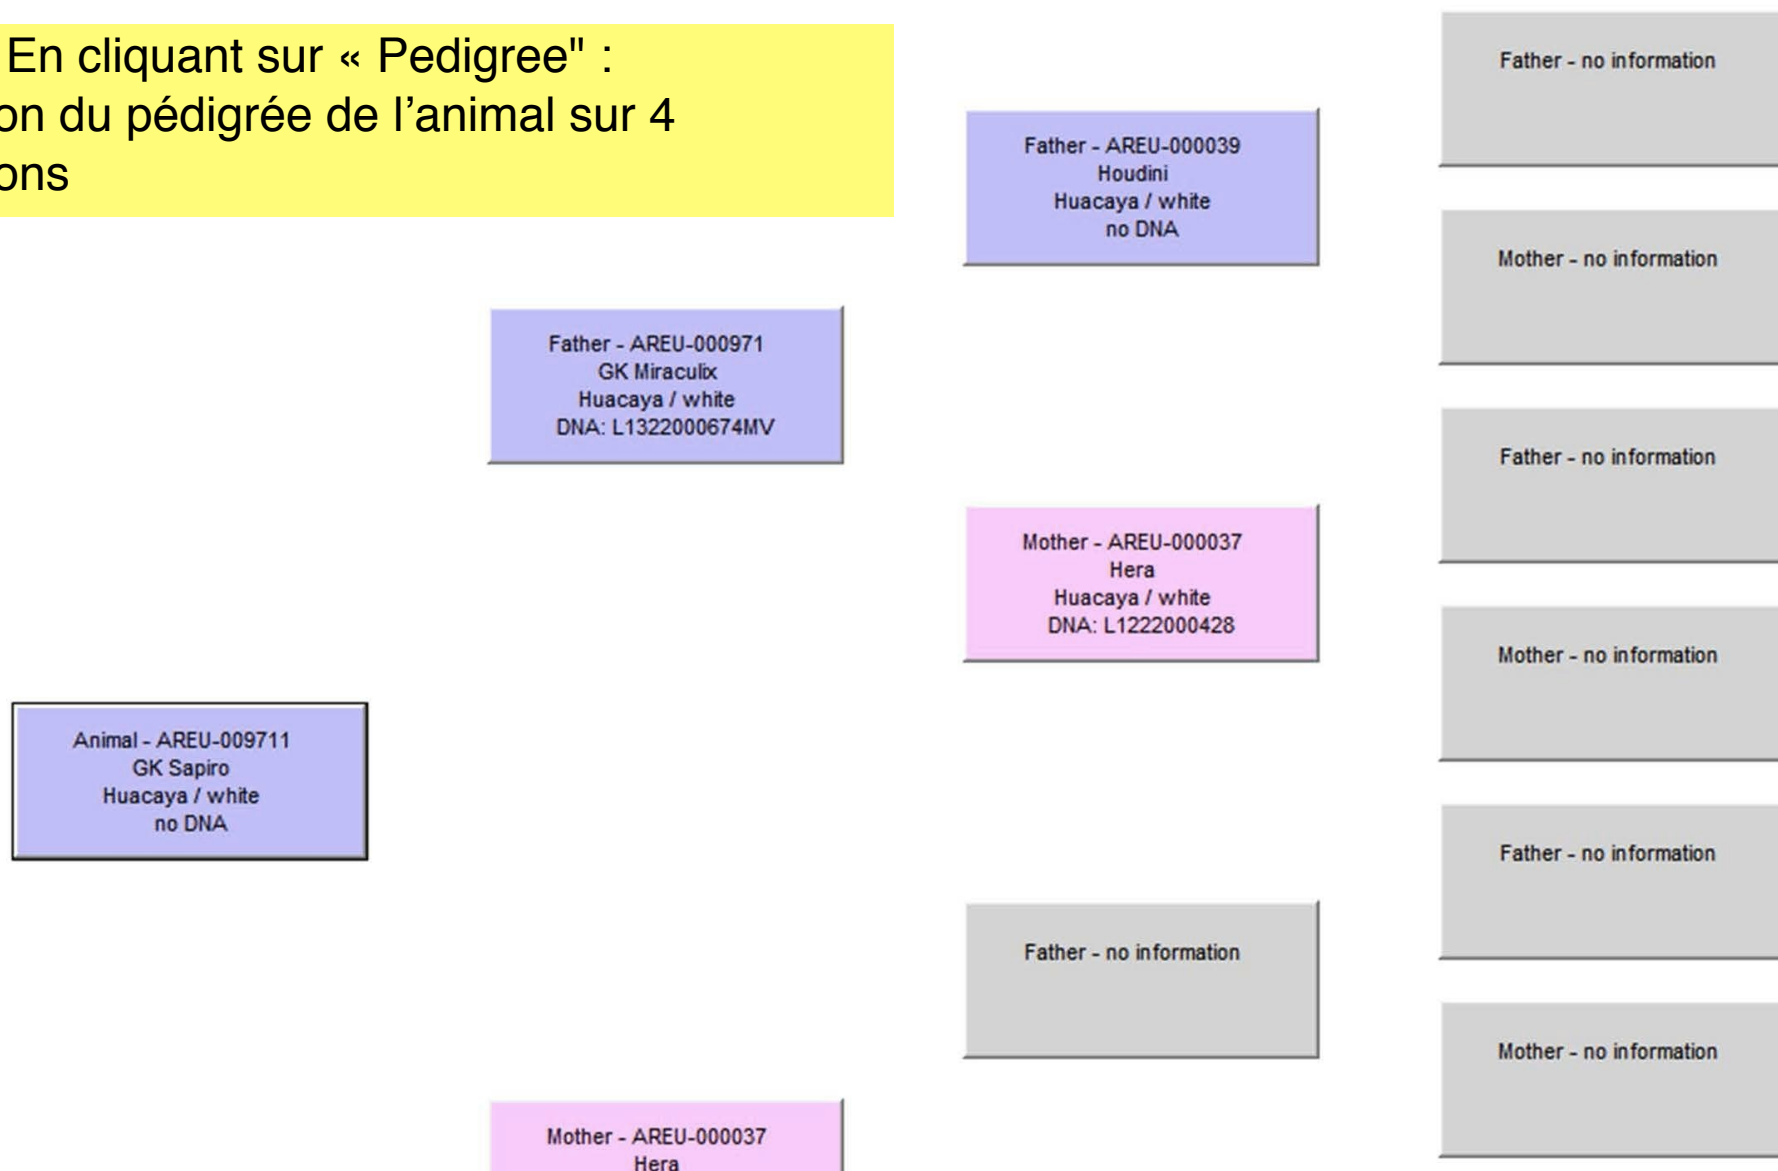 En cliquant sur « Pedigree" :
on du pédigrée de l’animal sur 4
ons
Father - no information
Father - AREU-000039
Houdini
Huacaya / white
no DNA
Mother - no information
Father - AREU-000971
GK Miraculix
Huacaya / white
DNA: L1322000674MV
Father - no information
Mother - AREU-000037
Hera
Huacaya / white
DNA: L1222000428
Mother - no information
Animal - AREU-009711
GK Sapiro
Huacaya / white
no DNA
Father - no information
Father - no information
Mother - no information
Mother - AREU-000037
Hera